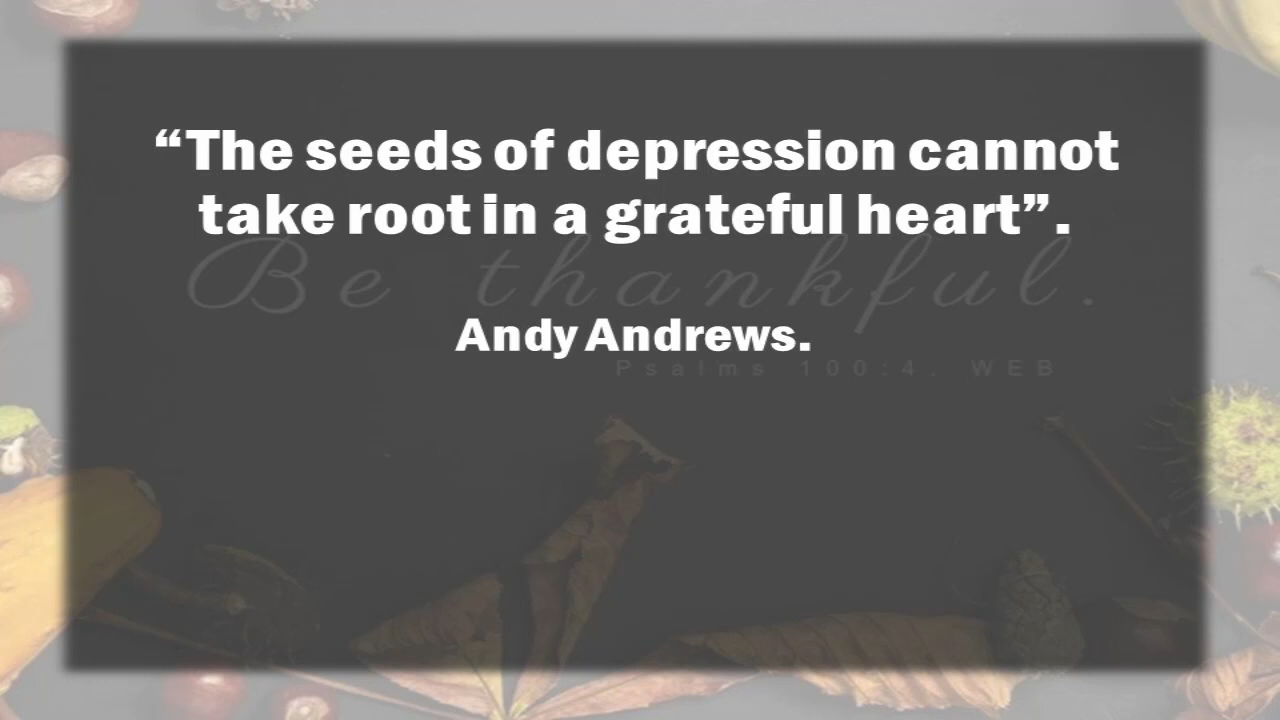 “The seeds of depression cannot
take root in a grateful heart”.
Be thankful.
Andy Andrews.
Psalms 100:4. WEB